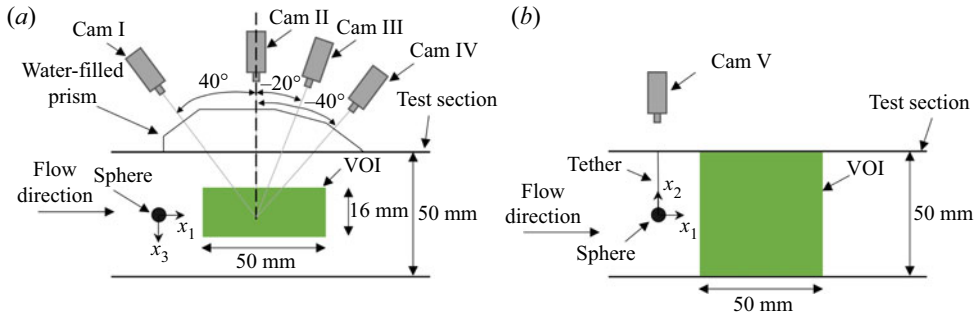 (a)
Cam I
Cam II
Cam III
Cam IV
Water-filled
prism
40°
–20°
–40°
Test section
VOI
Flow
direction
Sphere
x1
x3
16 mm
50 mm
50 mm
(b)
Cam V
Test section
Tether
VOI
x2
Flow
direction
x1
50 mm
Sphere
50 mm